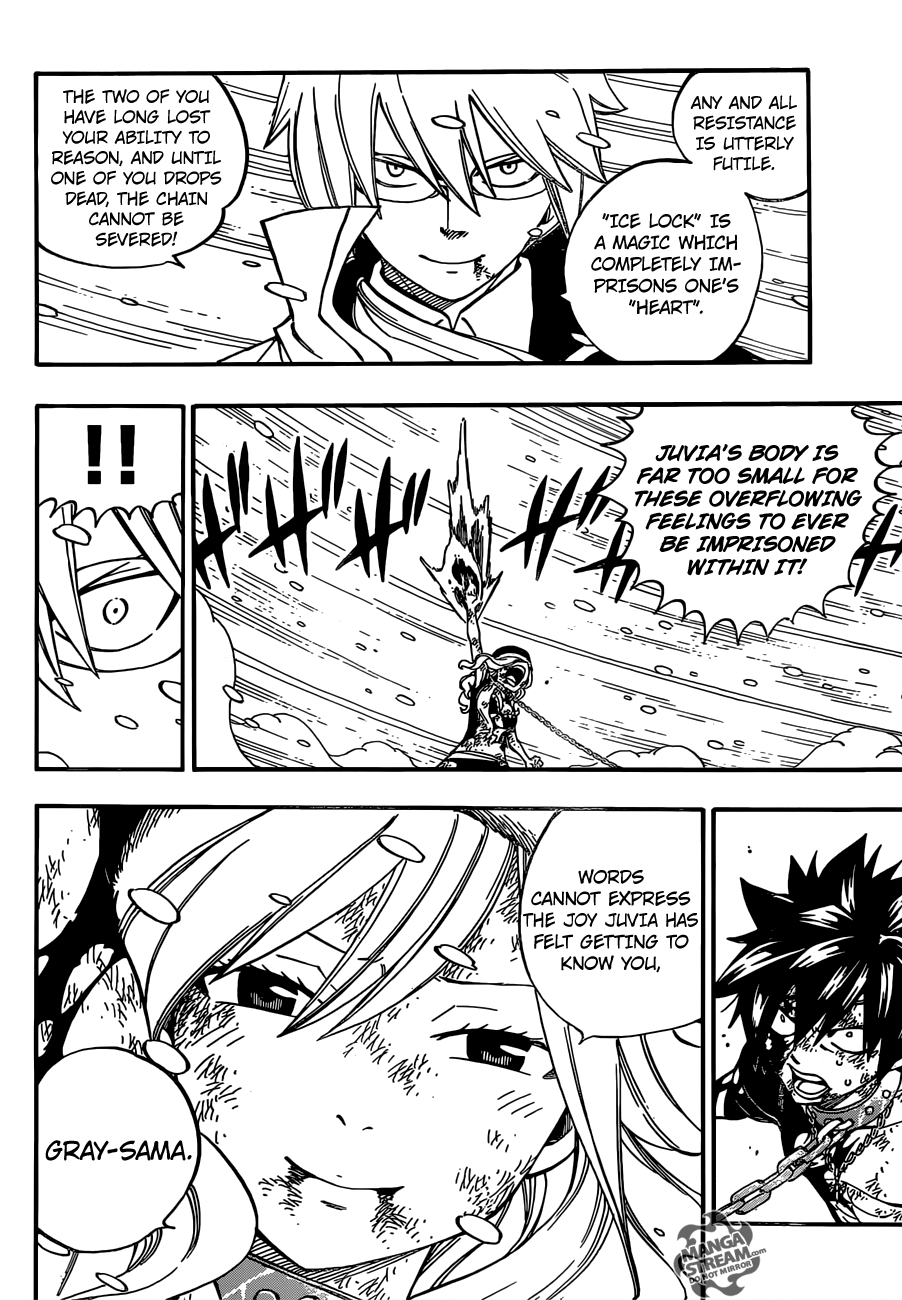 ANY AND ALL
RESISTANCE
IS UTTERLY
FUTILE.
"ICE LOCK" IS
A MAGIC WHICH
COMPLETELY IM-
PRISONS ONE'S
"HEART".
THE TWO OF YOU
HAVE LONG LOST
YOUR ABILITY TO
REASON, AND UNTIL
ONE OF YOU DROPS
DEAD, THE CHAIN
CANNOT BE
SEVERED!
JUVIA'S BODY IS
FAR TOO SMALL FOR
THESE OVERFLOWING
FEELINGS TO EVER
BE IMPRISONED
WITHIN IT!
!!
WORDS
CANNOT EXPRESS
THE JOY JUVIA HAS
FELT GETTING TO
KNOW YOU,
GRAY-SAMA.
MANGA
STREAM.com
DO NOT MIRROR